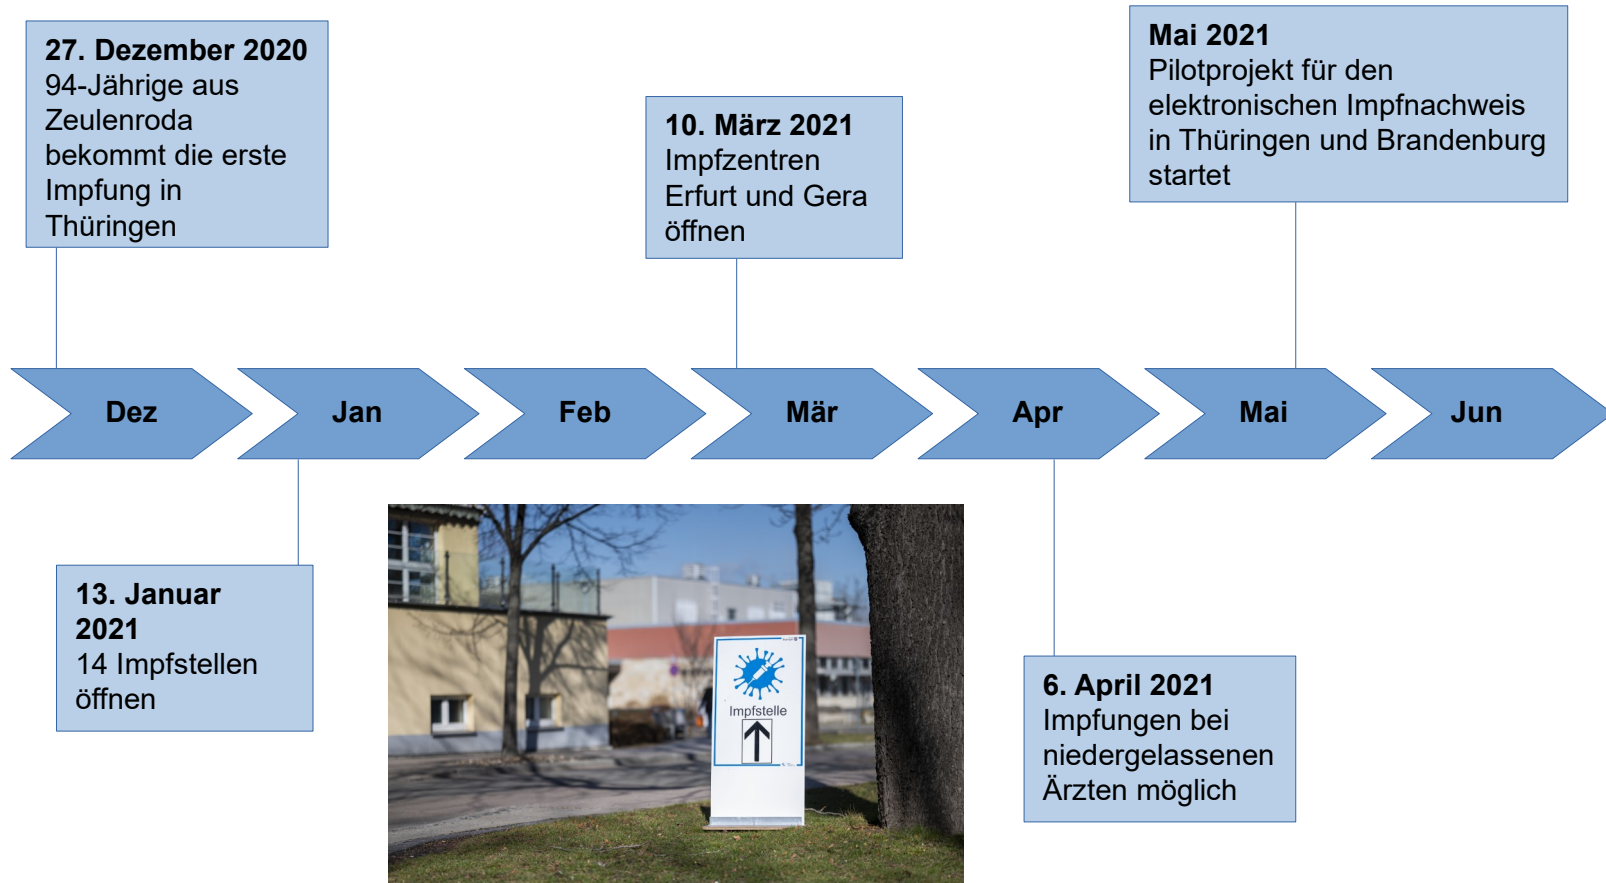 27. Dezember 2020
94-Jährige aus
Zeulenroda
bekommt die erste
Impfung in
Thüringen
10. März 2021
Impfzentren
Erfurt und Gera
öffnen
Mai 2021
Pilotprojekt für den
elektronischen Impfnachweis
in Thüringen und Brandenburg
startet
Dez
Jan
Feb
Mär
Apr
Mai
Jun
13. Januar
2021
14 Impfstellen
öffnen
Impfstelle
6. April 2021
Impfungen bei
niedergelassenen
Ärzten möglich